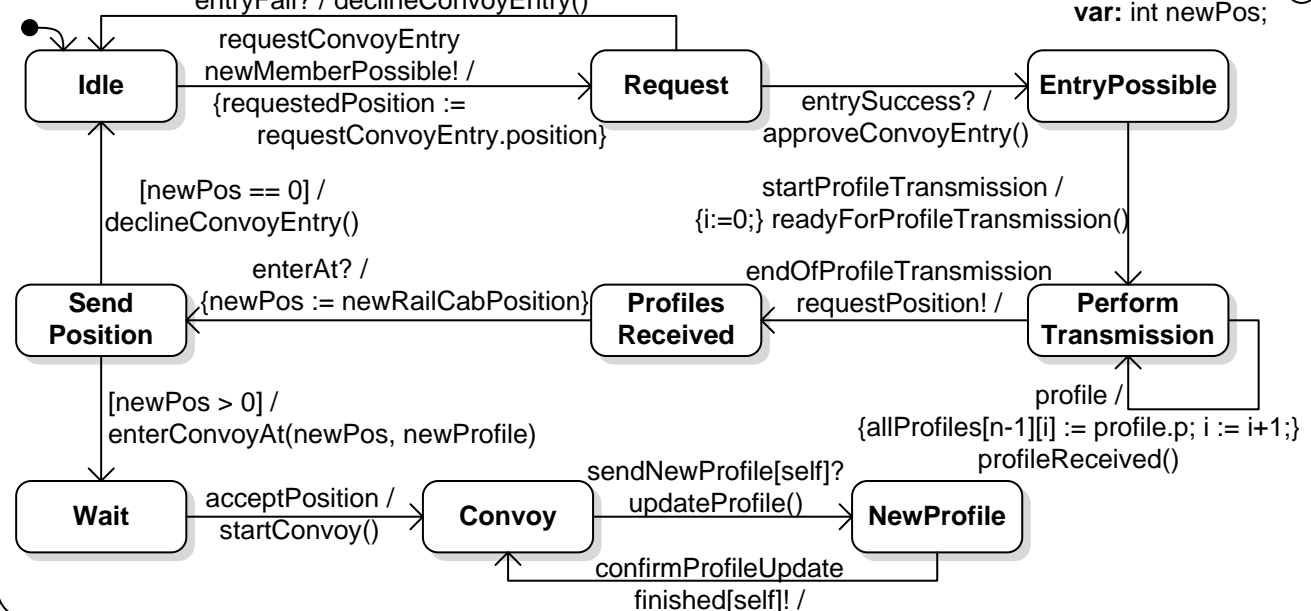 entryFail? / declineConvoyEntry()
var: int newPos;
requestConvoyEntry
newMemberPossible! /
{requestedPosition :=
requestConvoyEntry.position}
Idle
Request
EntryPossible
entrySuccess? /
approveConvoyEntry()
[newPos == 0] /
declineConvoyEntry()
startProfileTransmission /
{i:=0;} readyForProfileTransmission()
enterAt? /
{newPos := newRailCabPosition}
endOfProfileTransmission
requestPosition! /
Send
Position
Profiles
Received
Perform
Transmission
[newPos > 0] /
enterConvoyAt(newPos, newProfile)
profile /
{allProfiles[n-1][i] := profile.p; i := i+1;}
profileReceived()
Wait
acceptPosition /
startConvoy()
Convoy
sendNewProfile[self]?
updateProfile()
NewProfile
confirmProfileUpdate
finished[self]! /